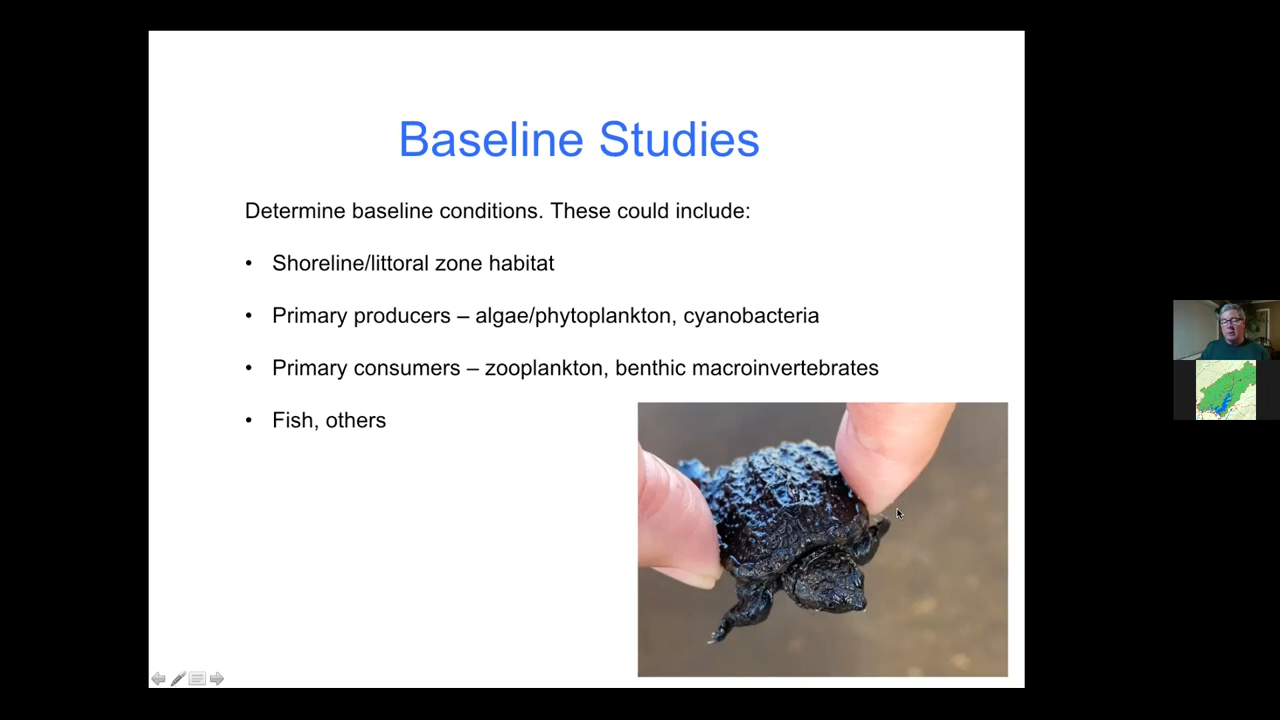 Baseline Studies
Determine baseline conditions. These could include:
• Shoreline/littoral zone habitat
• Primary producers – algae/phytoplankton, cyanobacteria
• Primary consumers – zooplankton, benthic macroinvertebrates
• Fish, others